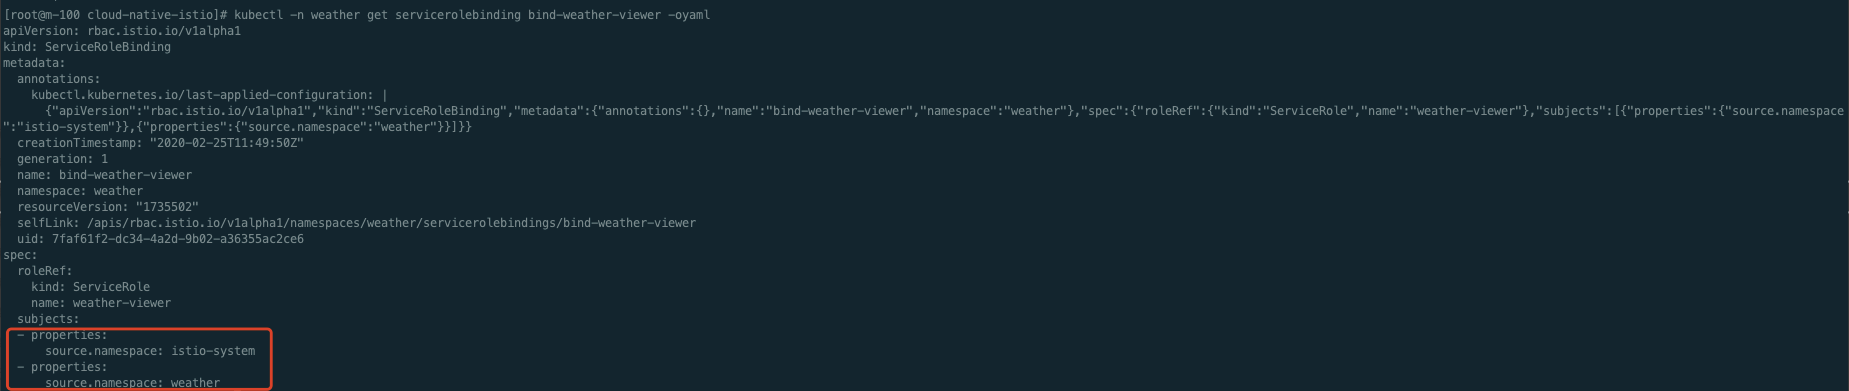 [root@m-100 cloud-native-istio]# kubectl -n weather get servicerolebinding bind-weather-viewer -oyaml
apiVersion: rbac.istio.io/v1alpha1
kind: ServiceRoleBinding
metadata:
  annotations:
    kubectl.kubernetes.io/last-applied-configuration: |
      {"apiVersion":"rbac.istio.io/v1alpha1","kind":"ServiceRoleBinding","metadata":{"annotations":{},"name":"bind-weather-viewer","namespace":"weather"},"spec":{"roleRef":{"kind":"ServiceRole","name":"weather-viewer"},"subjects":[{"properties":{"source.namespace
":"istio-system"}},{"properties":{"source.namespace":"weather"}}]}}
  creationTimestamp: "2020-02-25T11:49:50Z"
  generation: 1
  name: bind-weather-viewer
  namespace: weather
  resourceVersion: "1735502"
  selfLink: /apis/rbac.istio.io/v1alpha1/namespaces/weather/servicerolebindings/bind-weather-viewer
  uid: 7faf61f2-dc34-4a2d-9b02-a36355ac2ce6
spec:
  roleRef:
    kind: ServiceRole
    name: weather-viewer
  subjects:
  - properties:
      source.namespace: istio-system
  - properties:
      source.namespace: weather